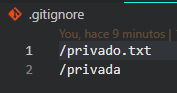 .gitignore
You, hace 9 minutos |
1 /privado.txt
2 /privada